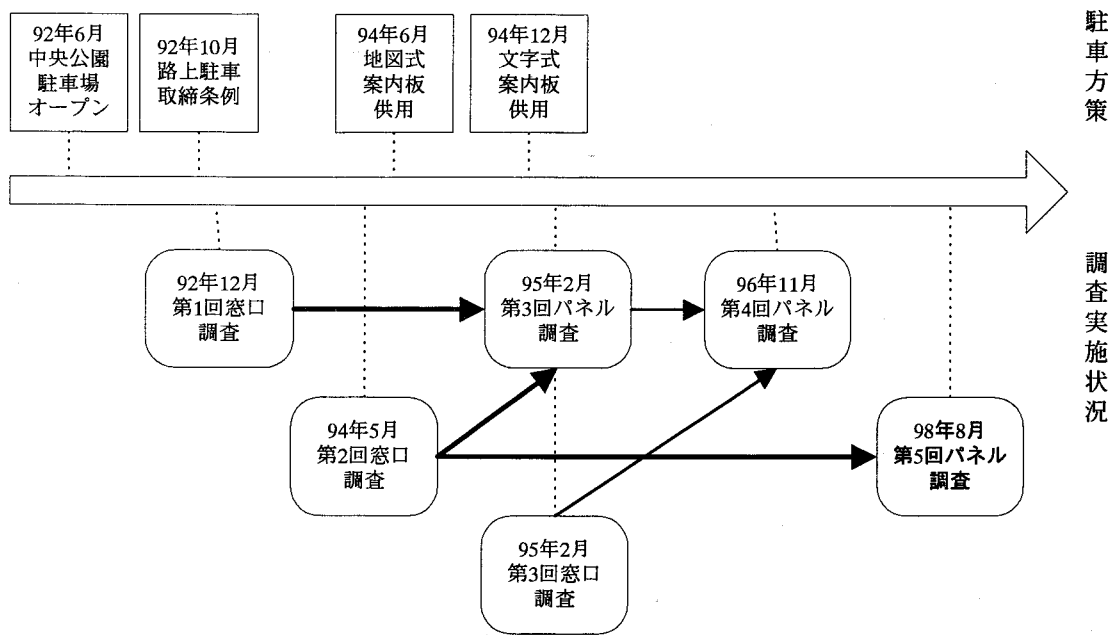 92年6月
中央公園
駐車場
オープン
92年10月
路上駐車
取締条例
94年6月
地図式
案内板
供用
94年12月
文字式
案内板
供用
駐車方策
92年12月
第1回窓口
調査
95年2月
第3回パネル
調査
96年11月
第4回パネル
調査
94年5月
第2回窓口
調査
98年8月
第5回パネル
調査
95年2月
第3回窓口
調査
調査実施状況